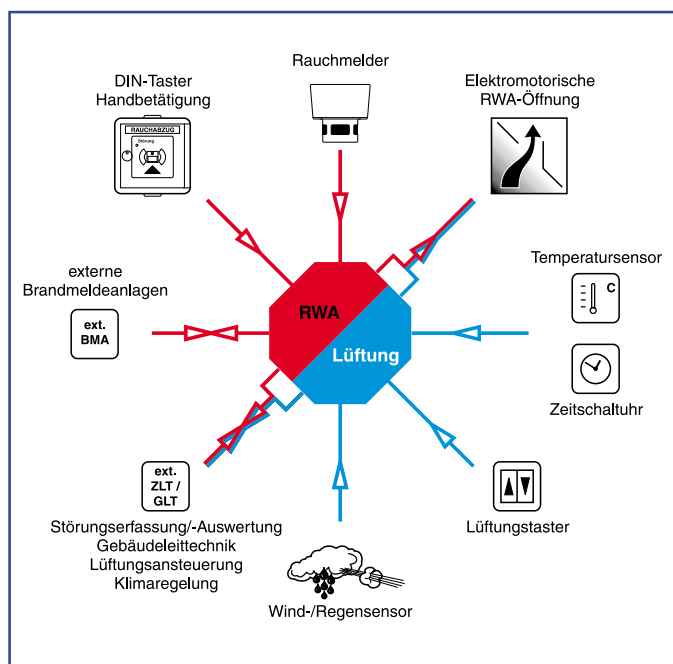 Rauchmelder
DIN-Taster
Handbetätigung
RAUCHABZUG
Störung
Elektromotorische
RWA-Öffnung
externe
Brandmeldeanlagen
ext.
BMA
RWA
Lüftung
Temperatursensor
C
Zeitschaltuhr
ext.
ZLT /
GLT
Störungserfassung/-Auswertung
Gebäudeleittechnik
Lüftungsansteuerung
Klimaregelung
Lüftungstaster
Wind-/Regensensor